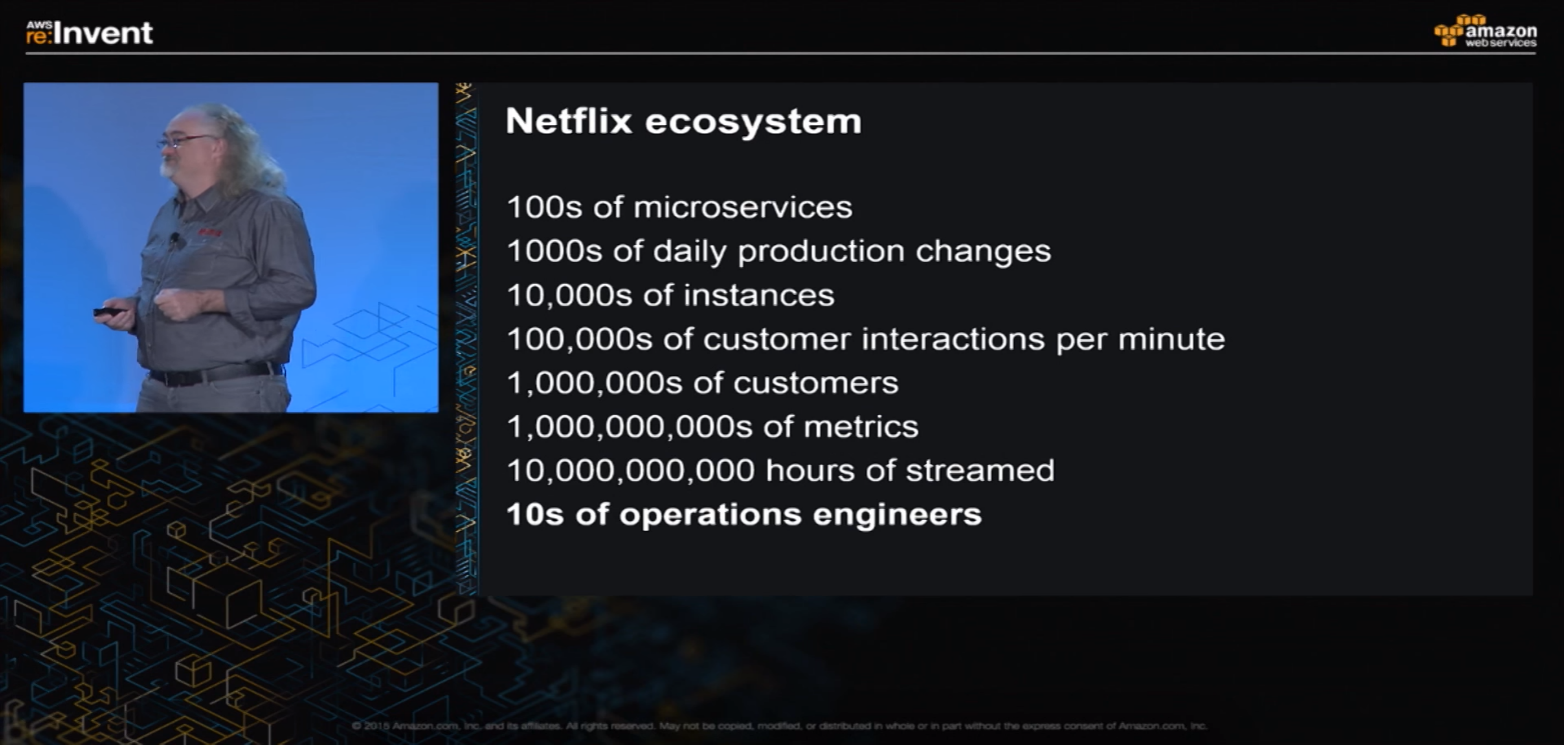 AWS
re:Invent
amazon
webservices
Netflix ecosystem
100s of microservices
1000s of daily production changes
10,000s of instances
100,000s of customer interactions per minute
1,000,000s of customers
1,000,000,000s of metrics
10,000,000,000 hours of streamed
10s of operations engineers
© 2015 Amazon.com, Inc. and its affiliates. All rights reserved. May not be copied, modified, or distributed in whole or in part without the express consent of Amazon.com, Inc.